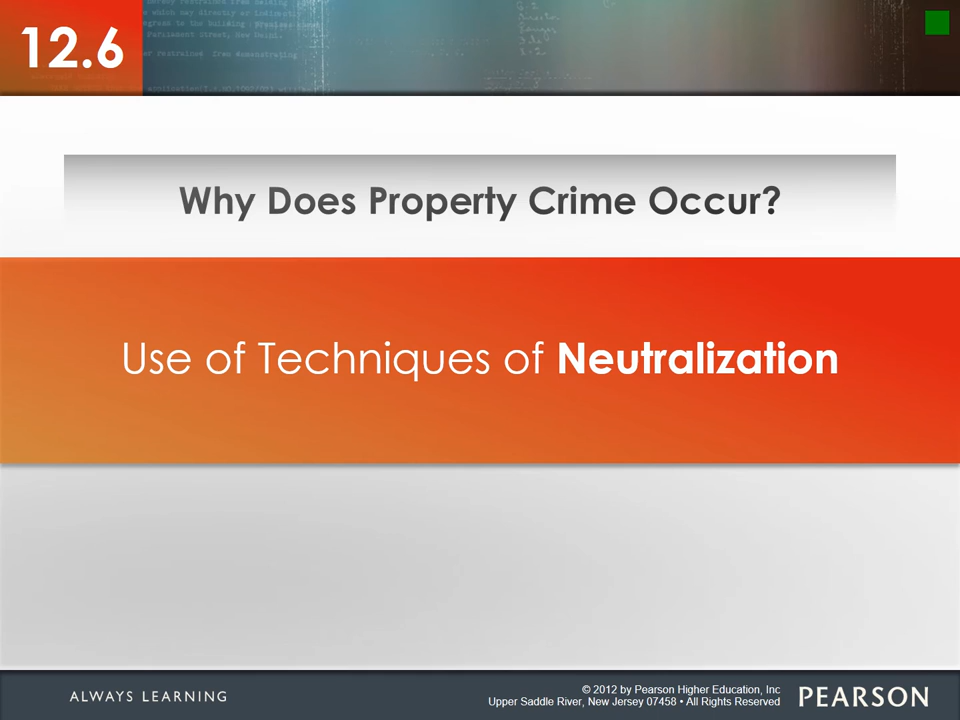 12.6
Why Does Property Crime Occur?
Use of Techniques of Neutralization
ALWAYS LEARNING
© 2012 by Pearson Higher Education, Inc
Upper Saddle River, New Jersey 07458 • All Rights Reserved
PEARSON